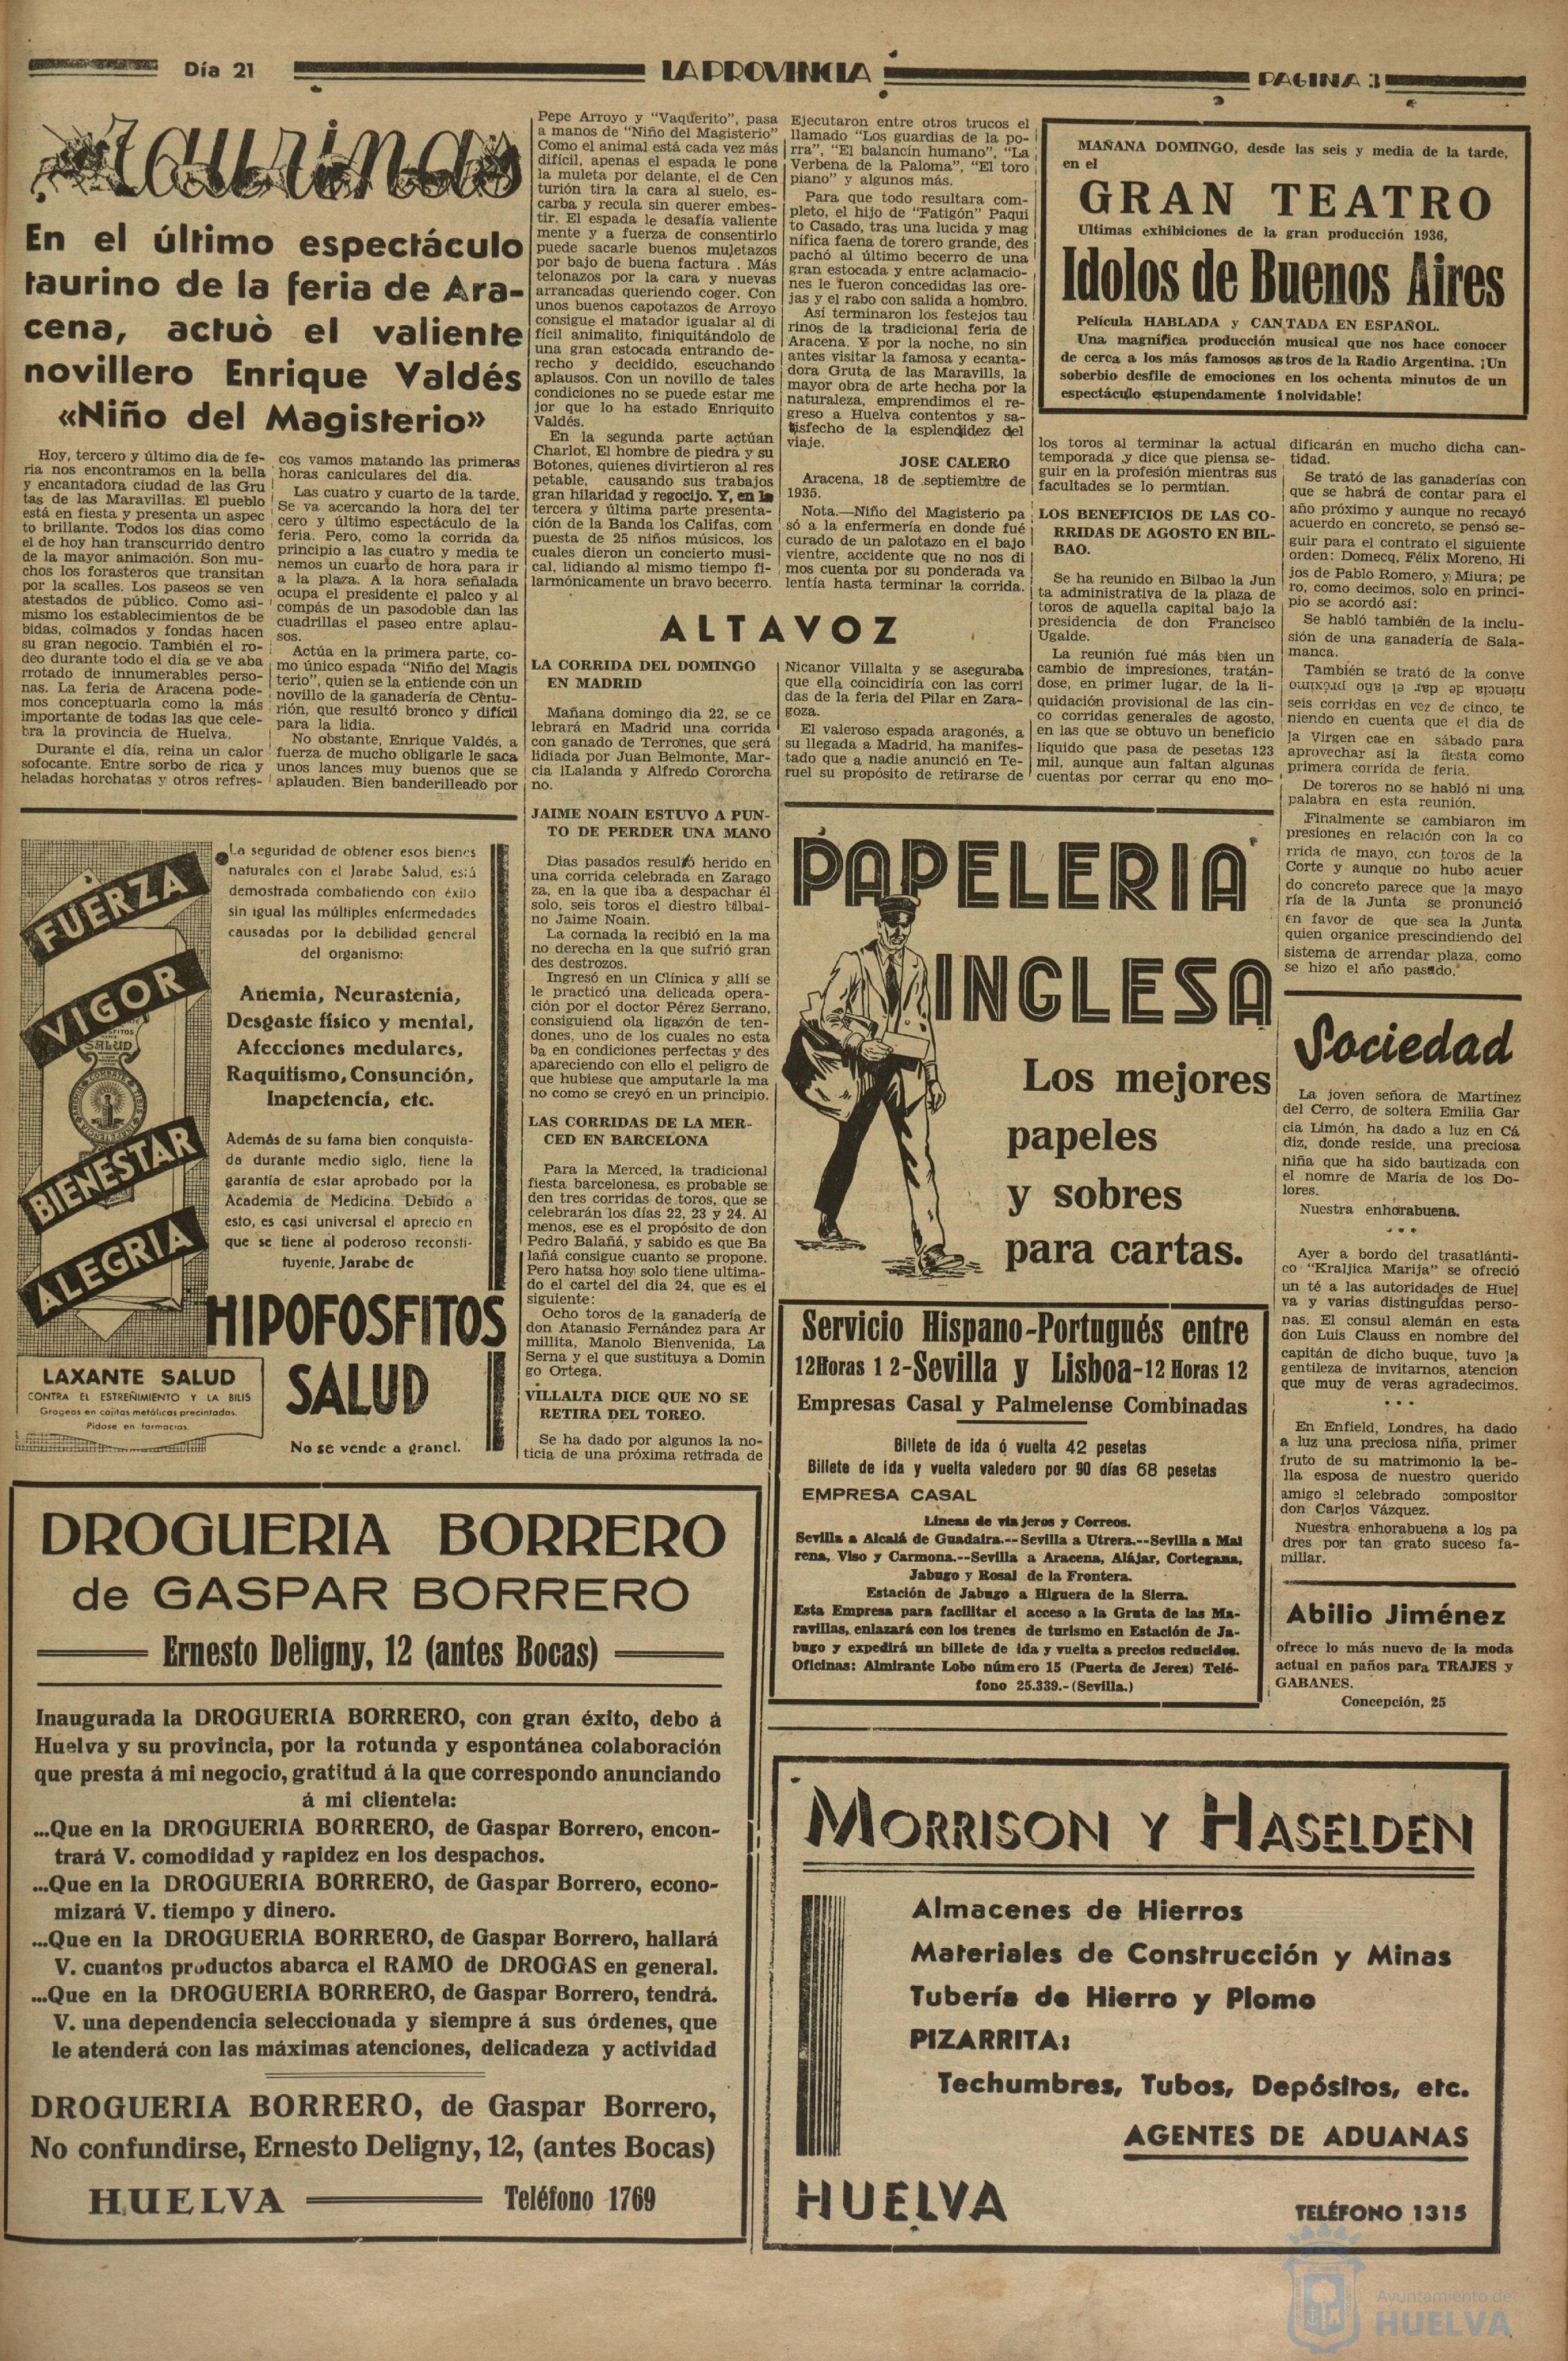 Día 21
LA PROVINCIA
PAGINA 3
Taurinas
En el último espectáculo
taurino de la feria de Ara-
cena, actuò el valiente
novillero Enrique Valdés
«Niño del Magisterio»
Hoy, tercero y último dia de fe-
ria nos encontramos en la bella
y encantadora ciudad de las Gru
tas de las Maravillas. El pueblo
está en fiesta y presenta un aspec
to brillante. Todos los dias como
el de hoy han transcurrido dentro
de la mayor animación. Son mu-
chos los forasteros que transitan
por la scalles. Los paseos se ven
atestados de público. Como asi-
mismo los establecimientos de be
bidas, colmados y fondas hacen
su gran negocio. También el ro-
deo durante todo el día se ve aba
rrotado de innumerables perso-
nas. La feria de Aracena pode-
mos conceptuarla como la más
importante de todas las que cele-
bra la provincia de Huelva.
Durante el día, reina un calor
sofocante. Entre sorbo de rica y
heladas horchatas y otros refres-
cos vamos matando las primeras
horas caniculares del dia.
Las cuatro y cuarto de la tarde.
Se va acercando la hora del ter
cero y último espectáculo de la
feria. Pero, como la corrida da
principio a las cuatro y media te
nemos un cuarto de hora para ir
a la plaza. A la hora señalada
ocupa el presidente el palco y al
compás de un pasodoble dan las
cuadrillas el paseo entre aplau-
sos.
Actúa en la primera parte, co-
mo único espada "Niño del Magis
terio", quien se la entiende con un
novillo de la ganadería de Centu-
rión, que resultó bronco y difícil
para la lidia.
No obstante, Enrique Valdés, a
fuerza de mucho obligarle le saca
unos lances muy buenos que se
aplauden. Bien banderilleado por
Pepe Arroyo y "Vaquerito", pasa
a manos de "Niño del Magisterio"
Como el animal está cada vez más
difícil, apenas el espada le pone
la muleta por delante, el de Cen
turión tira la cara al suelo, es-
carba y recula sin querer embes-
tir. El espada le desafía valiente
mente y a fuerza de consentirlo
puede sacarle buenos muletazos
por bajo de buena factura . Más
telonazos por la cara y nuevas
arrancadas queriendo coger. Con
unos buenos capotazos de Arroyo
consigue el matador igualar al di
fícil animalito, finiquitándolo de
una gran estocada entrando de-
recho y decidido, escuchando
aplausos. Con un novillo de tales
condiciones no se puede estar me
jor que lo ha estado Enriquito
Valdés.
En la segunda parte actúan
Charlot, El hombre de piedra y su
Botones, quienes divirtieron al res
petable, causando sus trabajos
gran hilaridad y regocijo. Y, en la
tercera y última parte presenta-
ción de la Banda los Califas, com
puesta de 25 niños músicos, los
cuales dieron un concierto musi-
cal, lidiando al mismo tiempo fi-
larmónicamente un bravo becerro.
Ejecutaron entre otros trucos el
llamado "Los guardias de la po-
rra", "El balancín humano", "La
Verbena de la Paloma", "El toro
piano" y algunos más.
Para que todo resultara com-
pleto, el hijo de "Fatigón" Paqui
to Casado, tras una lucida y mag
nífica faena de torero grande, des
pachó al último becerro de una
gran estocada y entre aclamacio-
nes le fueron concedidas las ore-
jas y el rabo con salida a hombro.
Así terminaron los festejos tau
rinos de la tradicional feria de
Aracena. Y por la noche, no sin
antes visitar la famosa y ecanta-
dora Gruta de las Maravills, la
mayor obra de arte hecha por la
naturaleza, emprendimos el re-
greso a Huelva contentos y sa-
tisfecho de la esplendidez del
viaje.
JOSE CALERO
Aracena, 18 de septiembre de
1935.
Nota.—Niño del Magisterio pa
só a la enfermería en donde fué
curado de un palotazo en el bajo
vientre, accidente que no nos di
mos cuenta por su ponderada va
lentía hasta terminar la corrida.
MAÑANA DOMINGO, desde las seis y media de la tarde,
en el
GRAN TEATRO
Ultimas exhibiciones de la gran producción 1936,
Idolos de Buenos Aires
Película HABLADA y CANTADA EN ESPAÑOL.
Una magnífica producción musical que nos hace conocer
de cerca a los más famosos astros de la Radio Argentina. ¡Un
soberbio desfile de emociones en los ochenta minutos de un
espectáculo estupendamente inolvidable!
ALTAVOZ
LA CORRIDA DEL DOMINGO
EN MADRID
Mañana domingo dia 22, se ce
lebrará en Madrid una corrida
con ganado de Terrones, que será
lidiada por Juan Belmonte, Mar-
cia lLalanda y Alfredo Cororcha
no.
JAIME NOAIN ESTUVO A PUN-
TO DE PERDER UNA MANO
Dias pasados resultó herido en
una corrida celebrada en Zarago
za, en la que iba a despachar él
solo, seis toros el diestro bilbai-
no Jaime Noain.
La cornada la recibió en la ma
no derecha en la que sufrió gran
des destrozos.
Ingresó en un Clínica y allí se
le practicó una delicada opera-
ción por el doctor Pérez Serrano,
consiguiend ola ligazón de ten-
dones, uno de los cuales no esta
ba en condiciones perfectas y des
apareciendo con ello el peligro de
que hubiese que amputarle la ma
no como se creyó en un principio.
LAS CORRIDAS DE LA MER-
CED EN BARCELONA
Para la Merced, la tradicional
fiesta barcelonesa, es probable se
den tres corridas de toros, que se
celebrarán los días 22, 23 y 24. Al
menos, ese es el propósito de don
Pedro Balañá, y sabido es que Ba
lañá consigue cuanto se propone.
Pero hatsa hoy solo tiene ultima-
do el cartel del dia 24, que es el
siguiente:
Ocho toros de la ganadería de
don Atanasio Fernández para Ar
millita, Manolo Bienvenida, La
Serna y el que sustituya a Domin
go Ortega.
VILLALTA DICE QUE NO SE
RETIRA DEL TOREO.
Se ha dado por algunos la no-
ticia de una próxima retirada de
Nicanor Villalta y se aseguraba
que ella coincidiría con las corri
das de la feria del Pilar en Zara-
goza.
El valeroso espada aragonés, a
su llegada a Madrid, ha manifes-
tado que a nadie anunció en Te-
ruel su propósito de retirarse de
los toros al terminar la actual
temporada y dice que piensa se-
guir en la profesión mientras sus
facultades se lo permtian.
LOS BENEFICIOS DE LAS CO-
RRIDAS DE AGOSTO EN BIL-
BAO.
Se ha reunido en Bilbao la Jun
ta administrativa de la plaza de
toros de aquella capital bajo la
presidencia de don Francisco
Ugalde.
La reunión fué más bien un
cambio de impresiones, tratán-
dose, en primer lugar, de la li-
quidación provisional de las cin-
co corridas generales de agosto,
en las que se obtuvo un beneficio
líquido que pasa de pesetas 123
mil, aunque aun faltan algunas
cuentas por cerrar qu eno mo-
dificarán en mucho dicha can-
tidad.
Se trató de las ganaderías con
que se habrá de contar para el
año próximo y aunque no recayó
acuerdo en concreto, se pensó se-
guir para el contrato el siguiente
orden: Domecq, Félix Moreno, Hi
jos de Pablo Romero, y Miura; pe
ro, como decimos, solo en princi-
pio se acordó así:
Se habló también de la inclu-
sión de una ganadería de Sala-
manca.
También se trató de la conve
niencia de dar el año próximo
seis corridas en vez de cinco, te
niendo en cuenta que el dia de
la Virgen cae en sábado para
aprovechar así la fiesta como
primera corrida de feria.
De toreros no se habló ni una
palabra en esta reunión.
Finalmente se cambiaron im
presiones en relación con la co
rrida de mayo, con toros de la
Corte y aunque no hubo acuer
do concreto parece que la mayo
ría de la Junta se pronunció
en favor de que sea la Junta
quien organice prescindiendo del
sistema de arrendar plaza, como
se hizo el año pasado.
FUERZA
VIGOR
BIENESTAR
ALEGRIA
SALUD
La seguridad de obtener esos bienes
naturales con el Jarabe Salud, está
demostrada combatiendo con éxito
sin igual las múltiples enfermedades
causadas por la debilidad general
del organismo:
Anemia, Neurastenia,
Desgaste físico y mental,
Afecciones medulares,
Raquitismo, Consunción,
Inapetencia, etc.
Además de su fama bien conquista-
da durante medio siglo, tiene la
garantía de estar aprobado por la
Academia de Medicina. Debido a
esto, es casi universal el aprecio en
que se tiene al poderoso reconsti-
tuyente, Jarabe de
HIPOFOSFITOS
SALUD
No se vende a granel.
LAXANTE SALUD
CONTRA EL ESTREÑIMIENTO Y LA BILIS
Grageas en cajitas metálicas precintadas.
Pídase en farmacias.
PAPELERIA
INGLESA
Los mejores
papeles
y sobres
para cartas.
Servicio Hispano-Portugués entre
12Horas 1 2-Sevilla y Lisboa-12 Horas 12
Empresas Casal y Palmelense Combinadas
Billete de ida ó vuelta 42 pesetas
Billete de ida y vuelta valedero por 90 días 68 pesetas
EMPRESA CASAL
Líneas de viajeros y Correos.
Sevilla a Alcalá de Guadaira.--Sevilla a Utrera.--Sevilla a Mai
rena, Viso y Carmona.--Sevilla a Aracena, Alájar, Cortegana,
Jabugo y Rosal de la Frontera.
Estación de Jabugo a Higuera de la Sierra.
Esta Empresa para facilitar el acceso a la Gruta de las Ma-
ravillas, enlazará con los trenes de turismo en Estación de Ja-
bugo y expedirá un billete de ida y vuelta a precios reducidos.
Oficinas: Almirante Lobo número 15 (Puerta de Jerez) Telé-
fono 25.339.-(Sevilla.)
Sociedad
La joven señora de Martínez
del Cerro, de soltera Emilia Gar
cia Limón, ha dado a luz en Cá
diz, donde reside, una preciosa
niña que ha sido bautizada con
el nomre de María de los Do-
lores.
Nuestra enhorabuena.
Ayer a bordo del trasatlánti-
co "Kraljica Marija" se ofreció
un té a las autoridades de Huel
va y varias distinguidas perso-
nas. El consul alemán en esta
don Luis Clauss en nombre del
capitán de dicho buque, tuvo la
gentileza de invitarnos, atencion
que muy de veras agradecimos.
En Enfield, Londres, ha dado
a luz una preciosa niña, primer
fruto de su matrimonio la be-
lla esposa de nuestro querido
amigo el celebrado compositor
don Carlos Vázquez.
Nuestra enhorabuena a los pa
dres por tan grato suceso fa-
miliar.
Abilio Jiménez
ofrece lo más nuevo de la moda
actual en paños para TRAJES y
GABANES.
Concepción, 25
DROGUERIA BORRERO
de GASPAR BORRERO
Ernesto Deligny, 12 (antes Bocas)
Inaugurada la DROGUERIA BORRERO, con gran éxito, debo á
Huelva y su provincia, por la rotunda y espontánea colaboración
que presta á mi negocio, gratitud á la que correspondo anunciando
á mi clientela:
...Que en la DROGUERIA BORRERO, de Gaspar Borrero, encon-
trará V. comodidad y rapidez en los despachos.
...Que en la DROGUERIA BORRERO, de Gaspar Borrero, econo-
mizará V. tiempo y dinero.
...Que en la DROGUERIA BORRERO, de Gaspar Borrero, hallará
V. cuantos productos abarca el RAMO de DROGAS en general.
...Que en la DROGUERIA BORRERO, de Gaspar Borrero, tendrá.
V. una dependencia seleccionada y siempre á sus órdenes, que
le atenderá con las máximas atenciones, delicadeza y actividad
DROGUERIA BORRERO, de Gaspar Borrero,
No confundirse, Ernesto Deligny, 12, (antes Bocas)
HUELVA
Teléfono 1769
MORRISON Y HASELDEN
Almacenes de Hierros
Materiales de Construcción y Minas
Tubería de Hierro y Plomo
PIZARRITA:
Techumbres, Tubos, Depósitos, etc.
AGENTES DE ADUANAS
HUELVA
TELÉFONO 1315
Ayuntamiento de
HUELVA